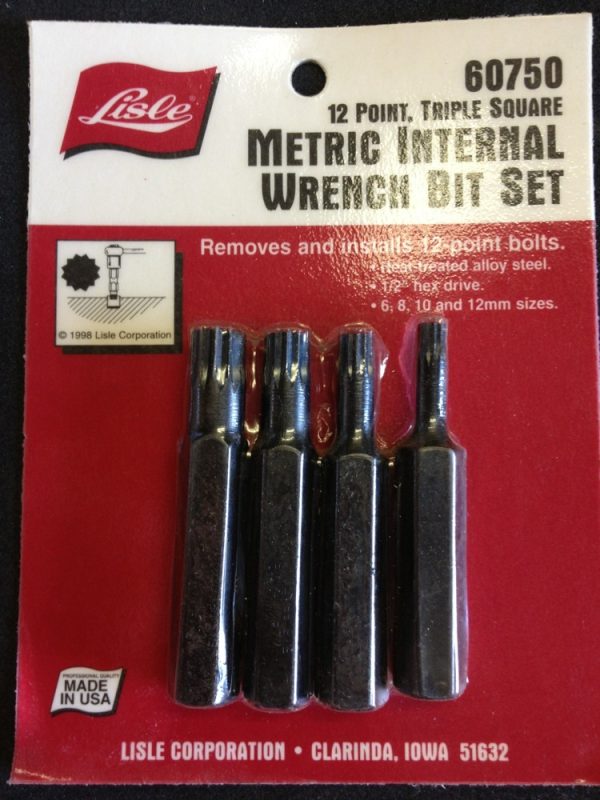 Lisle®
60750
12 POINT, TRIPLE SQUARE
METRIC INTERNAL
WRENCH BIT SET
Removes and installs 12-point bolts.
• Heat treated alloy steel.
• 1/2" hex drive.
• 6, 8, 10 and 12mm sizes.
© 1998 Lisle Corporation
PROFESSIONAL QUALITY
MADE
IN USA
LISLE CORPORATION • CLARINDA, IOWA 51632